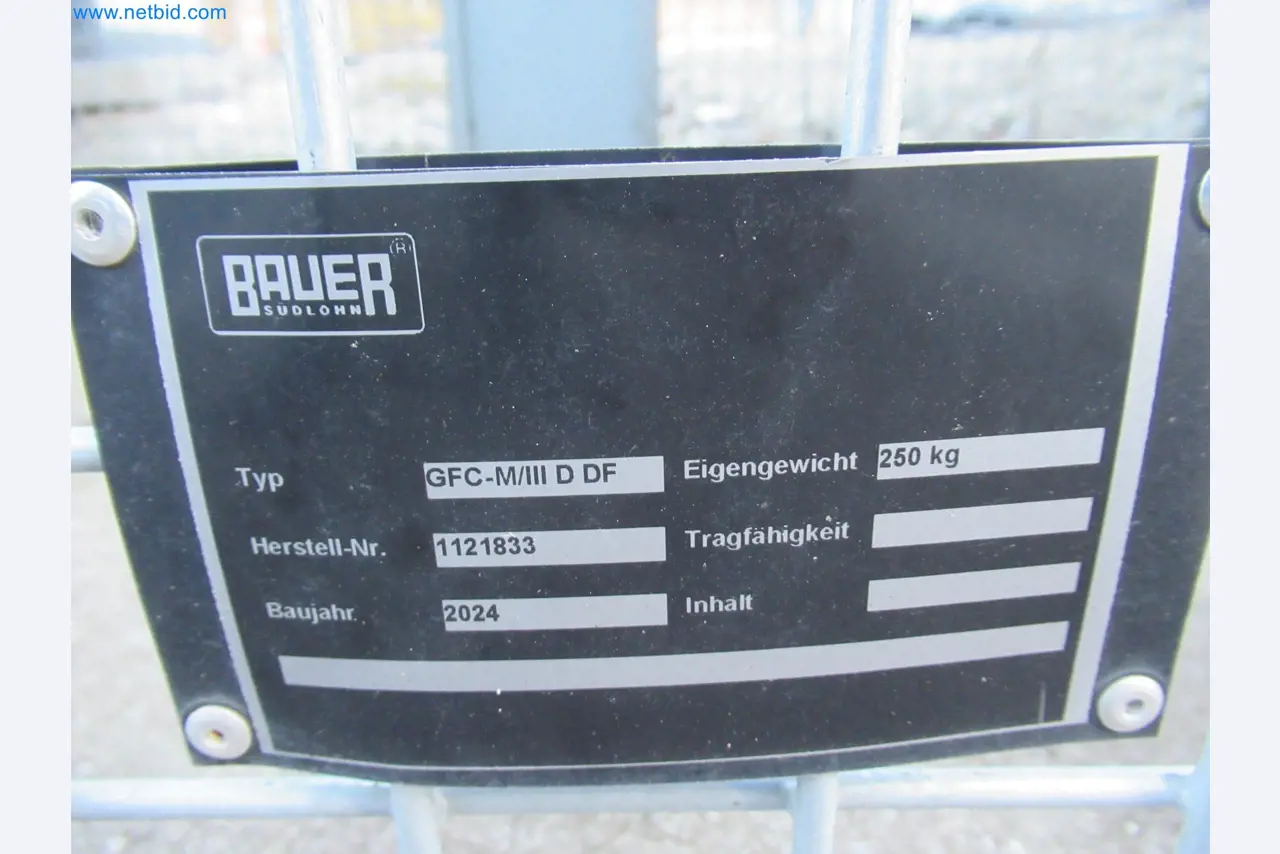 www.netbid.com
BAUER ®
SÜDLOHN
Typ GFC-M/III D DF Eigengewicht 250 kg
Herstell-Nr. 1121833 Tragfähigkeit
Baujahr. 2024 Inhalt